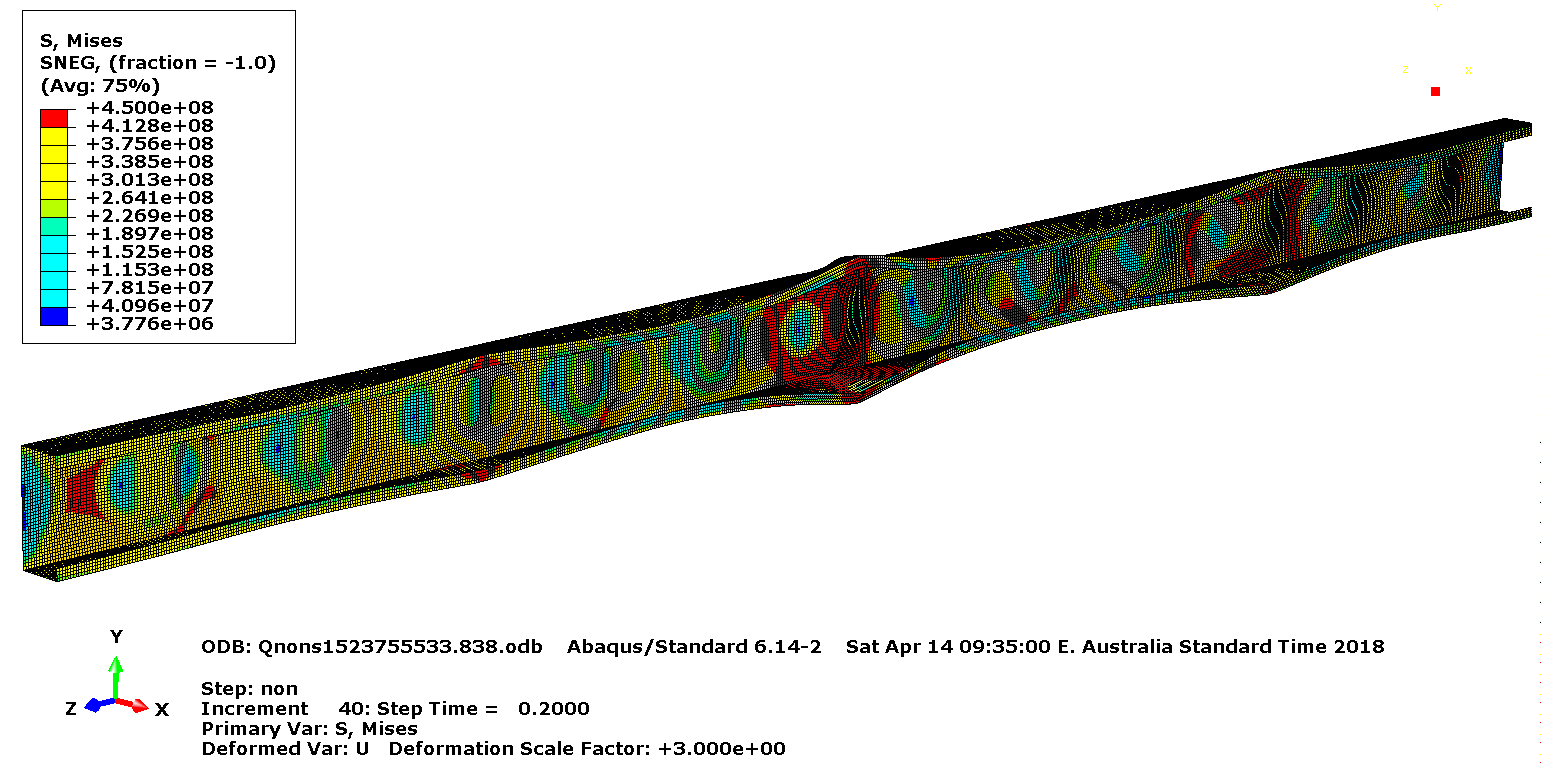 S, Mises
SNEG, (fraction = -1.0)
(Avg: 75%)
+4.500e+08
+4.128e+08
+3.756e+08
+3.385e+08
+3.013e+08
+2.641e+08
+2.269e+08
+1.897e+08
+1.525e+08
+1.153e+08
+7.815e+07
+4.096e+07
+3.776e+06
Y
Z X
Y
Z X
ODB: Qnons1523755533.838.odb Abaqus/Standard 6.14-2 Sat Apr 14 09:35:00 E. Australia Standard Time 2018
Step: non
Increment 40: Step Time = 0.2000
Primary Var: S, Mises
Deformed Var: U Deformation Scale Factor: +3.000e+00